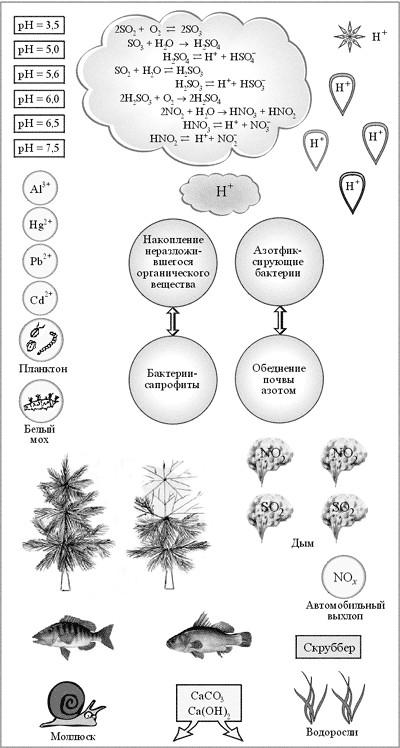 pH = 3,5
pH = 5,0
pH = 5,6
pH = 6,0
pH = 6,5
pH = 7,5
2SO₂ + O₂ ⇌ 2SO₃
SO₃ + H₂O → H₂SO₄
H₂SO₄ ⇌ H⁺ + HSO₄⁻
SO₂ + H₂O ⇌ H₂SO₃
H₂SO₃ ⇌ H⁺ + HSO₃⁻
2H₂SO₃ + O₂ → 2H₂SO₄
2NO₂ + H₂O → HNO₃ + HNO₂
HNO₃ ⇌ H⁺ + NO₃⁻
HNO₂ ⇌ H⁺ + NO₂⁻
H⁺
H⁺
H⁺
H⁺
H⁺
H⁺
Al³⁺
Hg²⁺
Pb²⁺
Cd²⁺
Планктон
Белый
мох
Накопление
неразложи-
вшегося
органического
вещества
Азотфик-
сирующие
бактерии
Бактерии-
сапрофиты
Обеднение
почвы
азотом
NO₂
NO₂
SO₂
SO₂
Дым
NOₓ
Автомобильный
выхлоп
Скруббер
Моллюск
CaCO₃
Ca(OH)₂
Водоросли